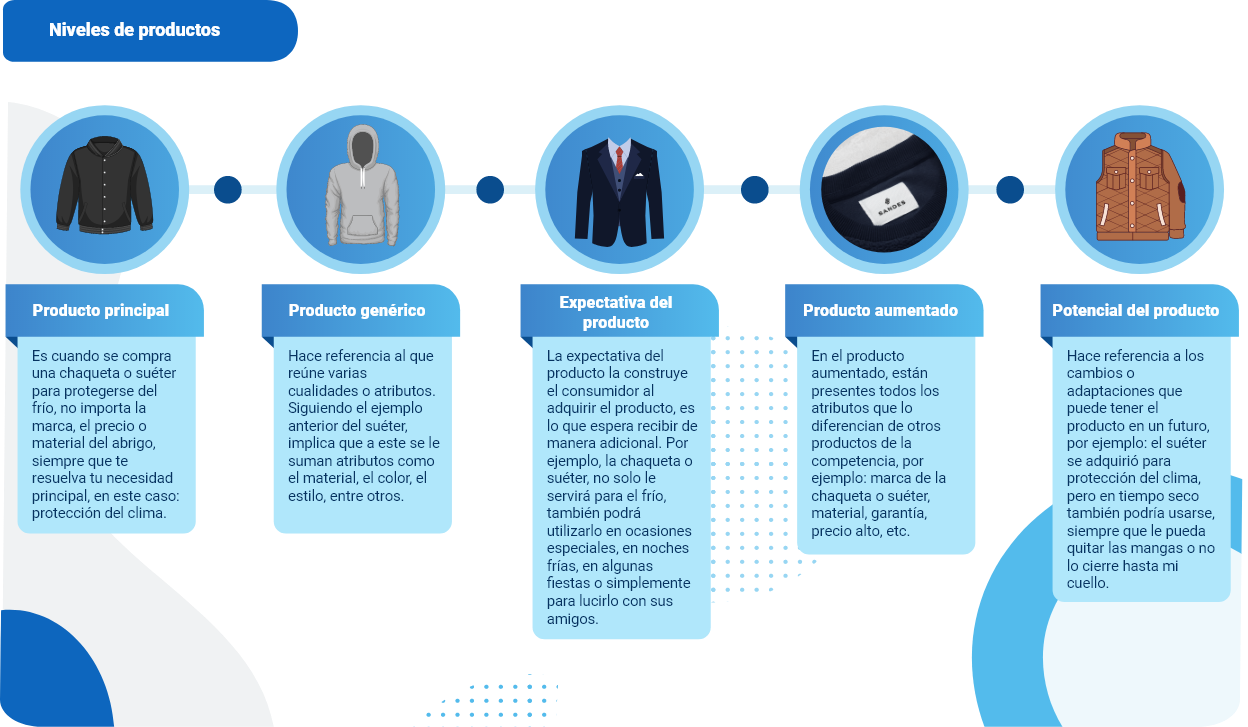 Niveles de productos
SANDES
Producto principal
Es cuando se compra
una chaqueta o suéter
para protegerse del
frío, no importa la
marca, el precio o
material del abrigo,
siempre que te
resuelva tu necesidad
principal, en este caso:
protección del clima.
Producto genérico
Hace referencia al que
reúne varias
cualidades o atributos.
Siguiendo el ejemplo
anterior del suéter,
implica que a este se le
suman atributos como
el material, el color, el
estilo, entre otros.
Expectativa del
producto
La expectativa del
producto la construye
el consumidor al
adquirir el producto, es
lo que espera recibir de
manera adicional. Por
ejemplo, la chaqueta o
suéter, no solo le
servirá para el frío,
también podrá
utilizarlo en ocasiones
especiales, en noches
frías, en algunas
fiestas o simplemente
para lucirlo con sus
amigos.
Producto aumentado
En el producto
aumentado, están
presentes todos los
atributos que lo
diferencian de otros
productos de la
competencia, por
ejemplo: marca de la
chaqueta o suéter,
material, garantía,
precio alto, etc.
Potencial del producto
Hace referencia a los
cambios o
adaptaciones que
puede tener el
producto en un futuro,
por ejemplo: el suéter
se adquirió para
protección del clima,
pero en tiempo seco
también podría usarse,
siempre que le pueda
quitar las mangas o no
lo cierre hasta mi
cuello.